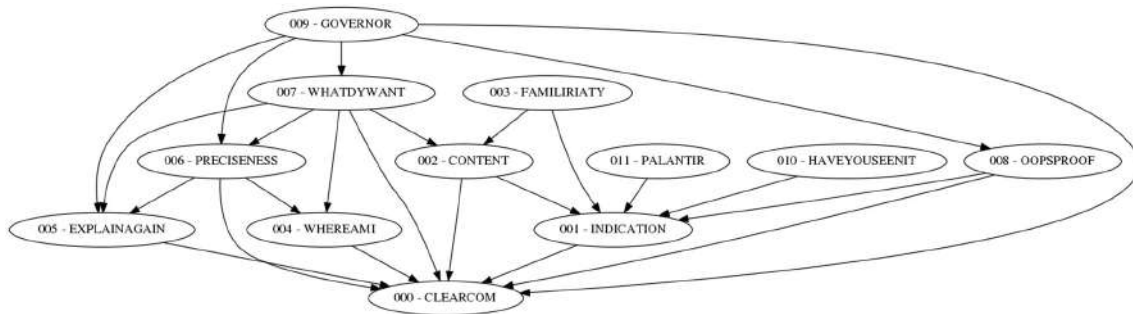 009 - GOVERNOR
007 - WHATDYWANT
003 - FAMILIRIATY
006 - PRECISENESS
002 - CONTENT
011 - PALANTIR
010 - HAVEYOUSEENIT
008 - OOPSPROOF
005 - EXPLAINAGAIN
004 - WHEREAMI
001 - INDICATION
000 - CLEARCOM